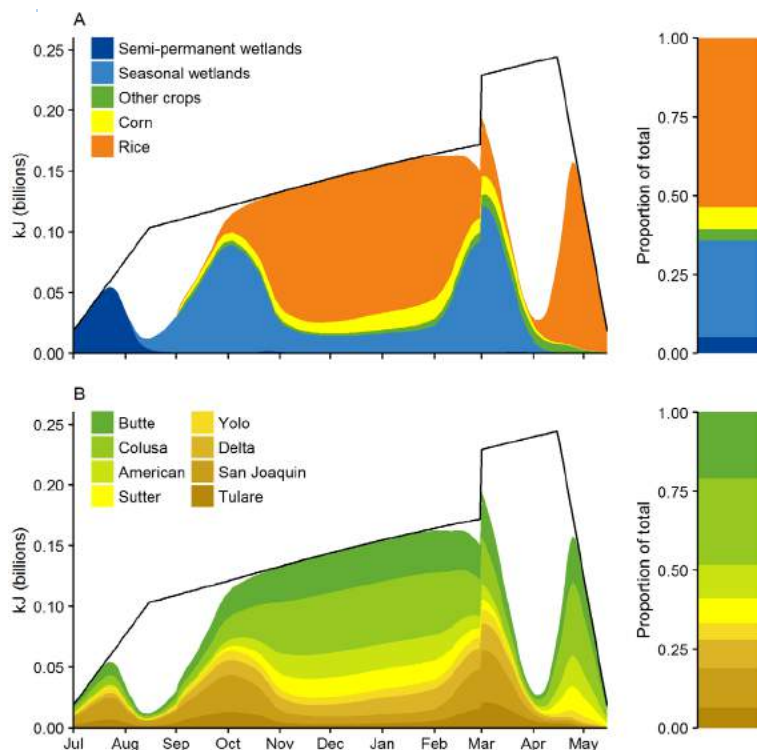 A
kJ (billions)
0.25
0.20
0.15
0.10
0.05
0.00
Semi-permanent wetlands
Seasonal wetlands
Other crops
Corn
Rice
Proportion of total
1.00
0.75
0.50
0.25
0.00
B
kJ (billions)
0.25
0.20
0.15
0.10
0.05
0.00
Butte
Colusa
American
Sutter
Yolo
Delta
San Joaquin
Tulare
Jul Aug Sep Oct Nov Dec Jan Feb Mar Apr May
Proportion of total
1.00
0.75
0.50
0.25
0.00